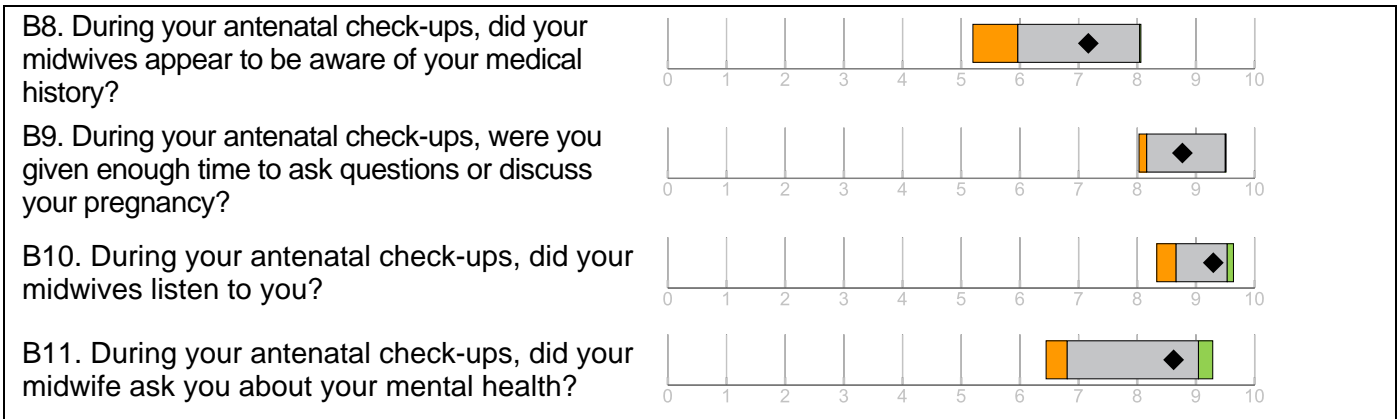 B8. During your antenatal check-ups, did your
midwives appear to be aware of your medical
history?
0 1 2 3 4 5 6 7 8 9 10
B9. During your antenatal check-ups, were you
given enough time to ask questions or discuss
your pregnancy?
0 1 2 3 4 5 6 7 8 9 10
B10. During your antenatal check-ups, did your
midwives listen to you?
0 1 2 3 4 5 6 7 8 9 10
B11. During your antenatal check-ups, did your
midwife ask you about your mental health?
0 1 2 3 4 5 6 7 8 9 10